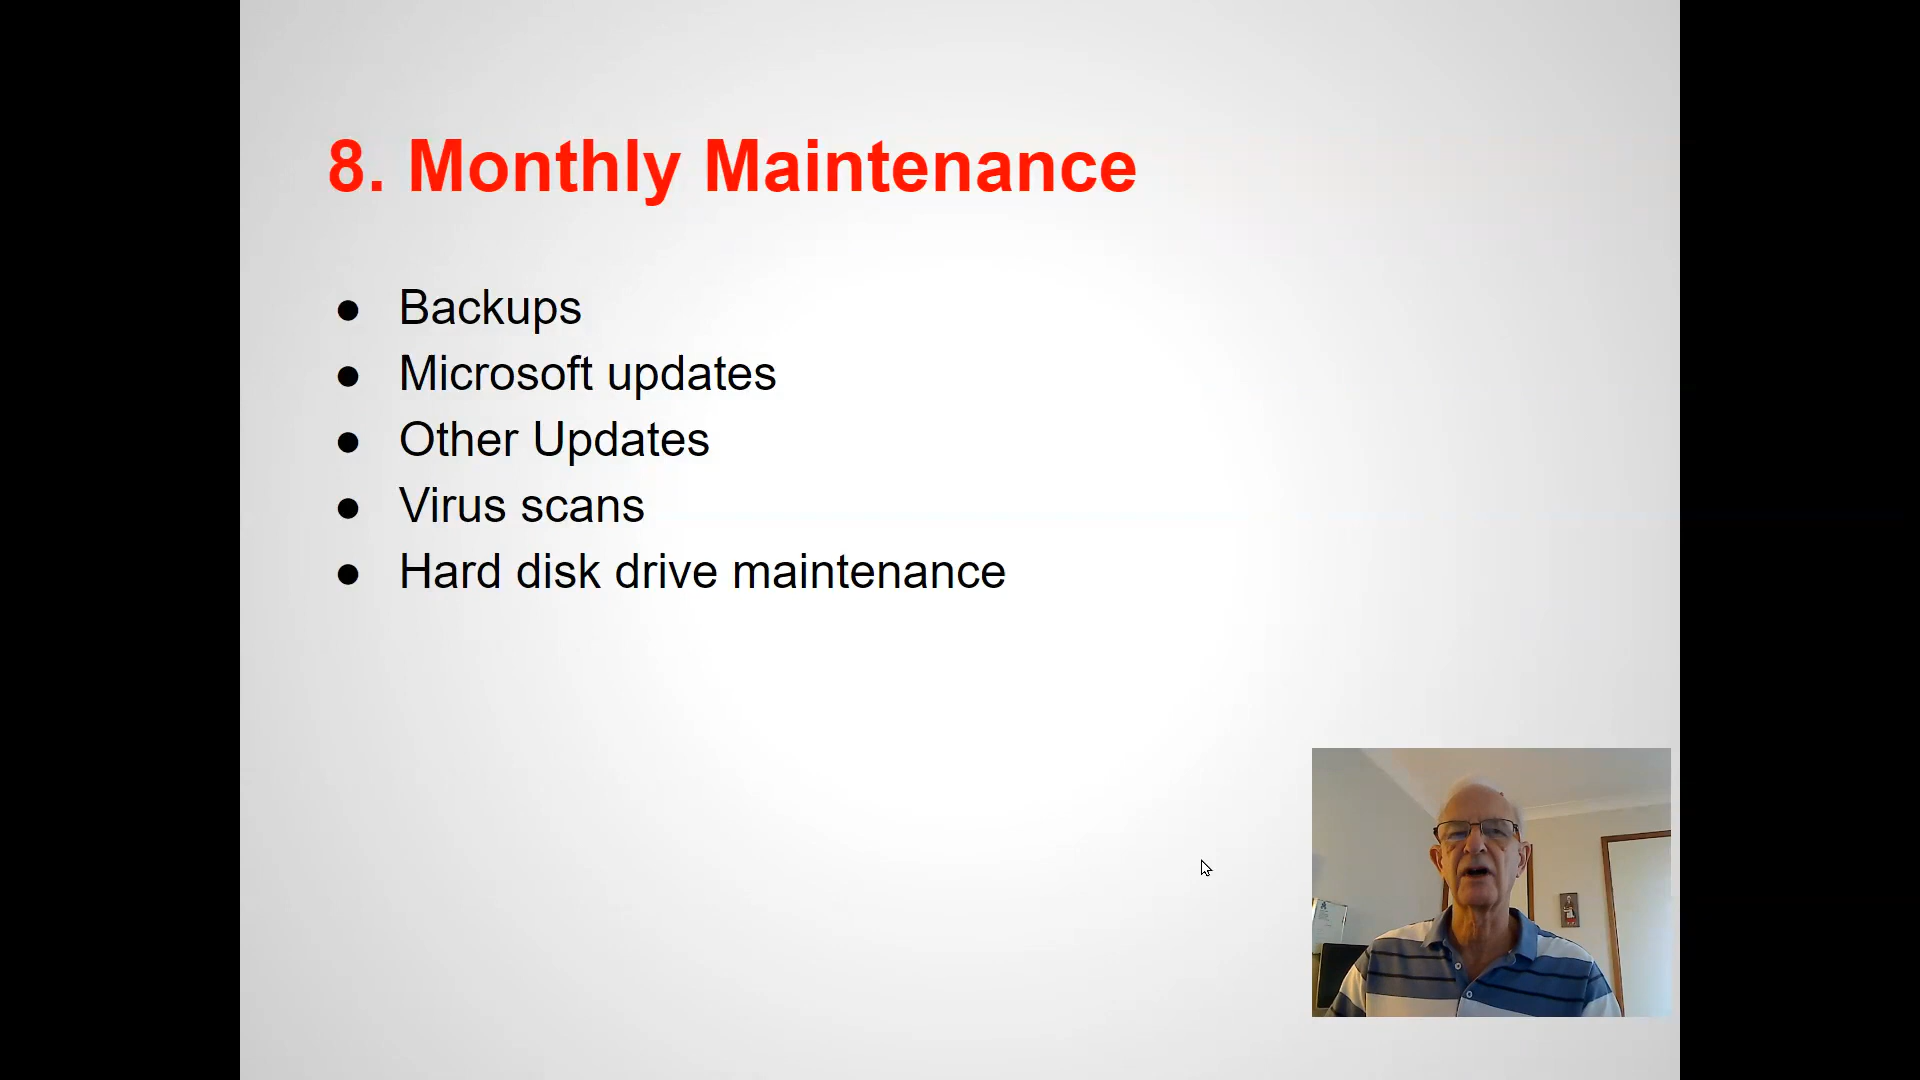 8. Monthly Maintenance
● Backups
● Microsoft updates
● Other Updates
● Virus scans
● Hard disk drive maintenance